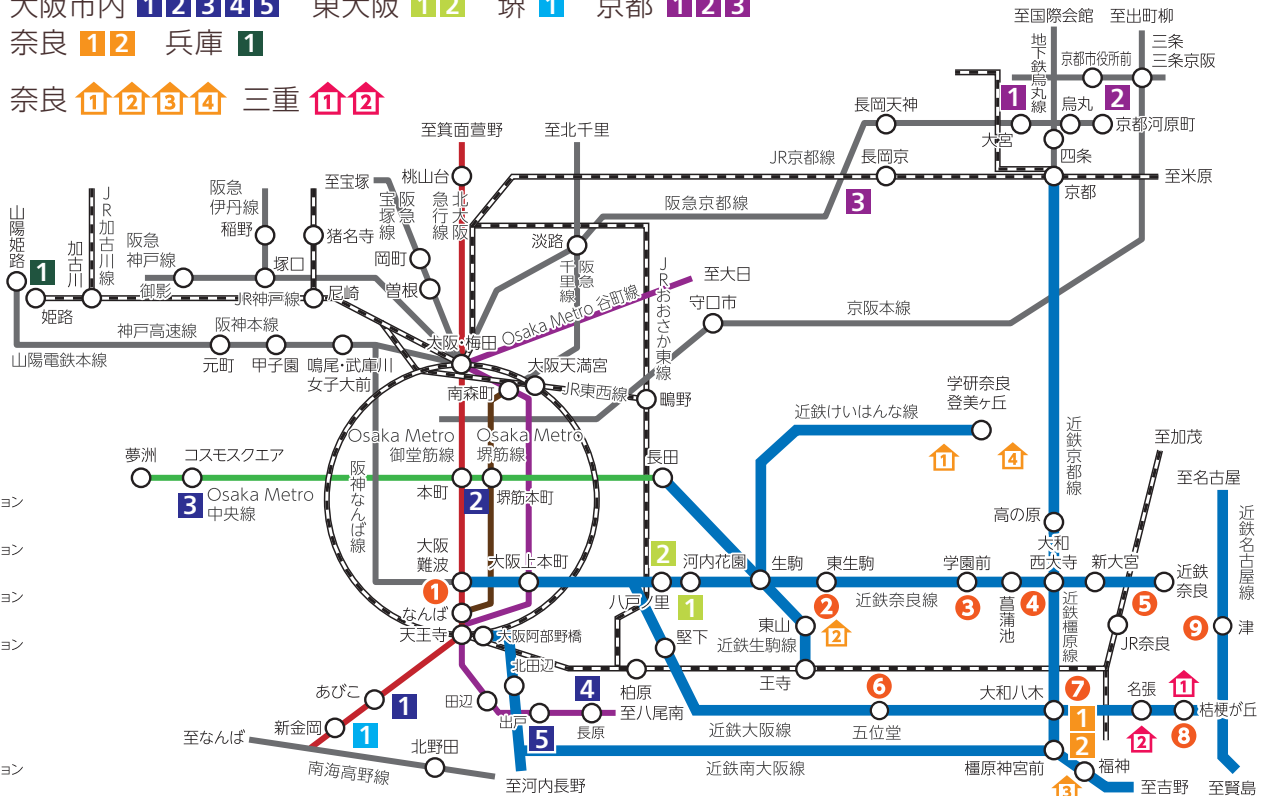 大阪市内 1 2 3 4 5 東大阪 1 2 堺 1 京都 1 2 3
奈良 1 2 兵庫 1
奈良 1 2 3 4 三重 1 2
至国際会館 至出町柳
地下鉄烏丸線
京都市役所前
三条
三条京阪
1 2
長岡天神
大宮
烏丸
京都河原町
四条
至箕面萱野
至北千里
JR京都線
長岡京
京都
至米原
3
阪急京都線
桃山台
北大阪
急行線
至宝塚
阪急
宝塚線
阪急
伊丹線
稲野
猪名寺
岡町
曽根
淡路
阪急
千里線
JR加古川線
加古川
山陽姫路
1
姫路
阪急
神戸線
御影
塚口
JR神戸線
尼崎
JRおおさか東線
至大日
守口市
Osaka Metro 谷町線
京阪本線
神戸高速線
阪神本線
大阪・梅田
山陽電鉄本線
元町
甲子園
鳴尾・武庫川
女子大前
大阪天満宮
南森町
JR東西線
鴫野
学研奈良
登美ヶ丘
近鉄けいはんな線
1 4
近鉄京都線
至加茂
Osaka Metro
御堂筋線
Osaka Metro
堺筋線
阪神なんば線
夢洲
コスモスクエア
3
Osaka Metro
中央線
本町
2
堺筋本町
長田
至名古屋
近鉄名古屋線
ョン
高の原
ョン
大阪
難波
大阪上本町
2
河内花園
生駒
東生駒
学園前
大和
西大寺
新大宮
近鉄
奈良
1
なんば
八戸ノ里
1
2
近鉄奈良線
3
菖蒲池
4
5
ョン
近鉄橿原線
天王寺
大阪阿部野橋
堅下
東山
2
近鉄生駒線
JR奈良
9
津
ョン
北田辺
柏原
王寺
あびこ
1
田辺
出戸
4
長原
至八尾南
6
五位堂
大和八木
7
名張
1
桔梗が丘
新金岡
1
5
近鉄大阪線
1
2
8
至なんば
北野田
南海高野線
至河内長野
近鉄南大阪線
橿原神宮前
2
福神
ョン
13
至吉野
至賢島